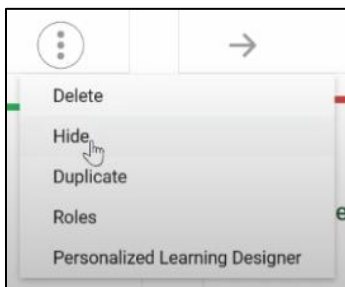 Delete
Hide
Duplicate
Roles
Personalized Learning Designer